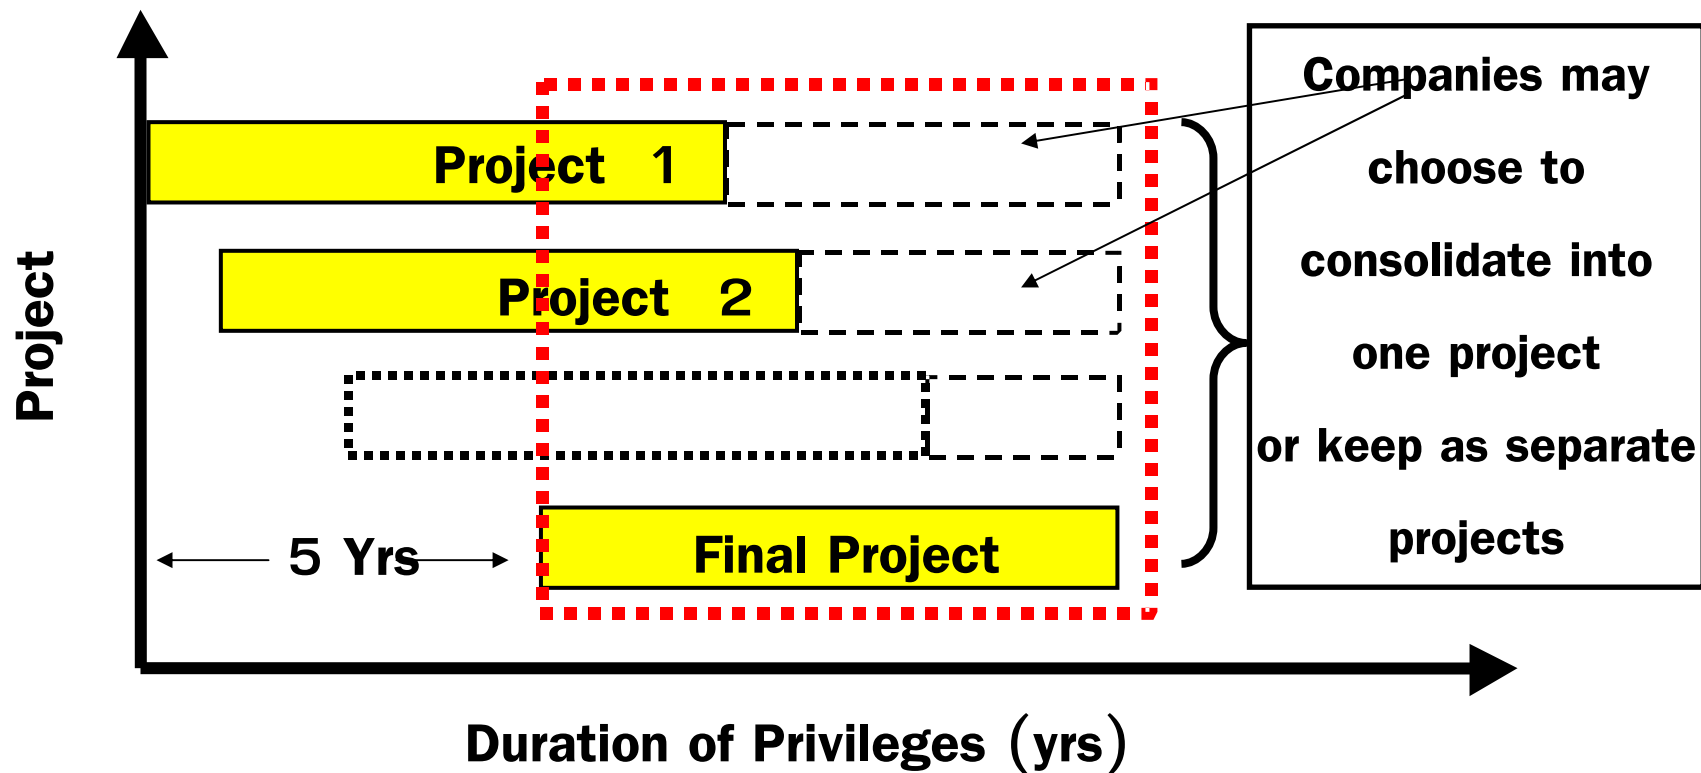 Project
Project 1
Project 2
5 Yrs
Final Project
Duration of Privileges (yrs)
Companies may
choose to
consolidate into
one project
or keep as separate
projects